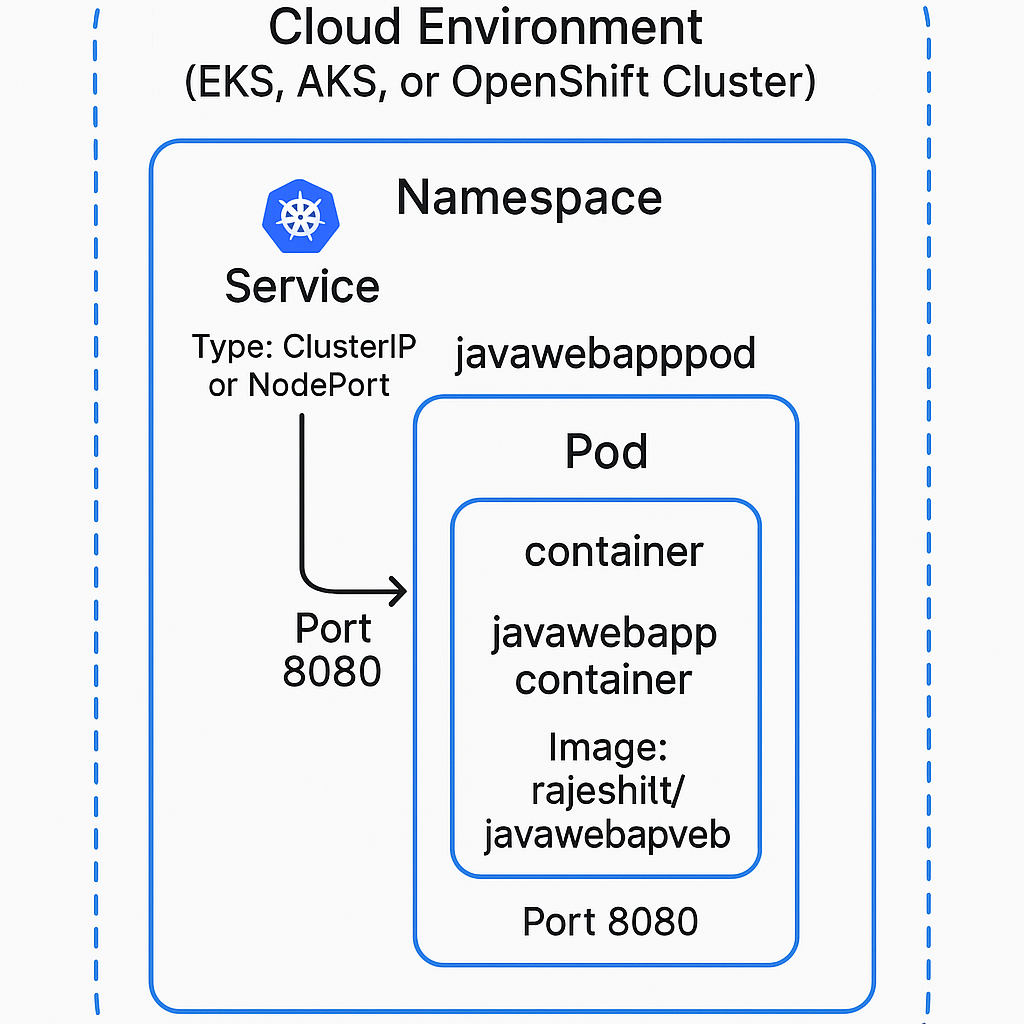 Cloud Environment
(EKS, AKS, or OpenShift Cluster)
Namespace
Service
Type: ClusterIP
or NodePort
javawebapppod
Pod
container
javawebapp
container
Image:
rajeshitt/
javawebapveb
Port 8080
Port
8080